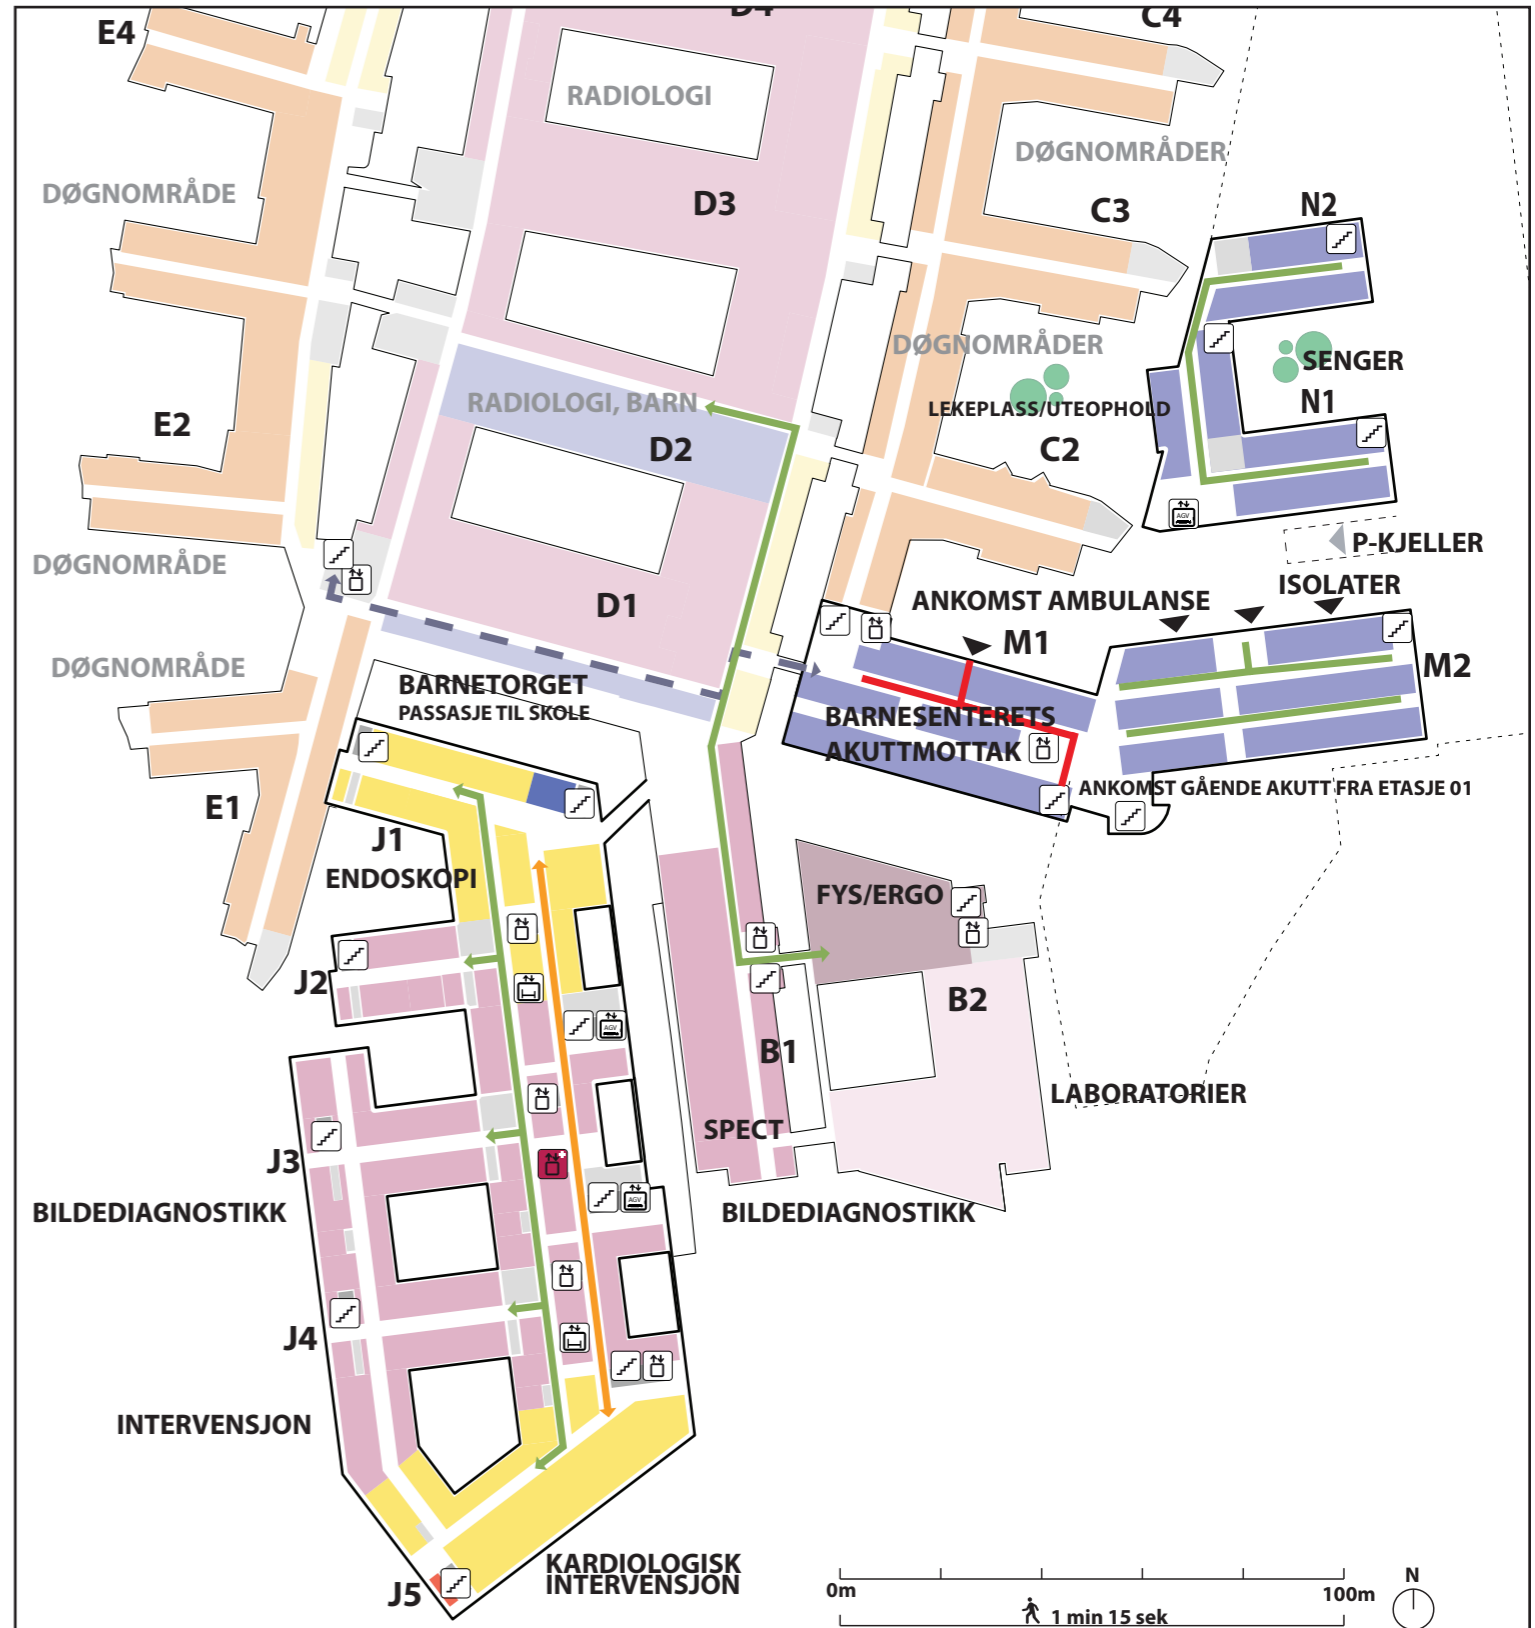 D4
C4
E4
RADIOLOGI
DØGNOMRÅDER
DØGNOMRÅDE
D3
C3
N2
DØGNOMRÅDER
SENGER
N1
LEKEPLASS/UTEOPHOLD
RADIOLOGI, BARN
E2
D2
C2
AGV
P-KJELLER
DØGNOMRÅDE
ISOLATER
ANKOMST AMBULANSE
D1
M1
DØGNOMRÅDE
M2
BARNETORGET
PASSASJE TIL SKOLE
BARNESENTERETS
AKUTTMOTTAK
ANKOMST GÅENDE AKUTT FRA ETASJE 01
E1
J1
ENDOSKOPI
FYS/ERGO
J2
B2
AGV
B1
LABORATORIER
SPECT
J3
AGV
BILDEDIAGNOSTIKK
BILDEDIAGNOSTIKK
J4
INTERVENSJON
KARDIOLOGISK
INTERVENSJON
J5
0m
100m
N
1 min 15 sek